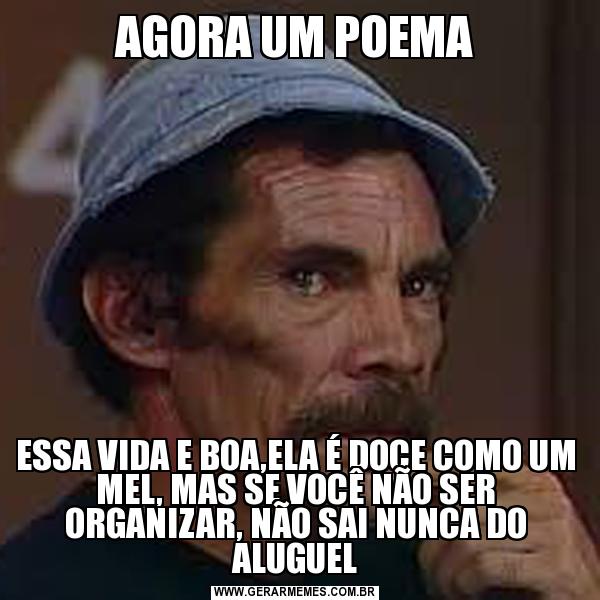 AGORA UM POEMA
ESSA VIDA E BOA,ELA É DOCE COMO UM
MEL, MAS SE VOCÊ NÃO SER
ORGANIZAR, NÃO SAI NUNCA DO
ALUGUEL
WWW.GERARMEMES.COM.BR